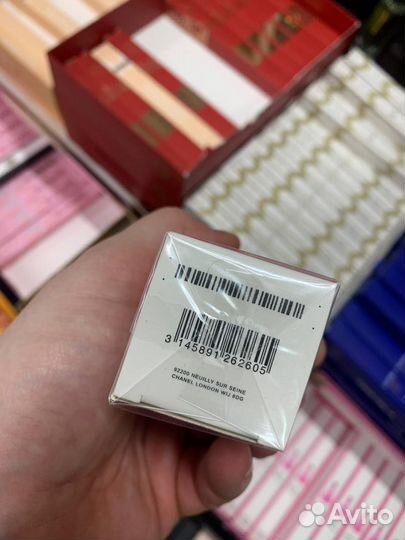 3 145891 262605
92200 NEUILLY SUR SEINE
CHANEL LONDON W1J 6DG
Avito